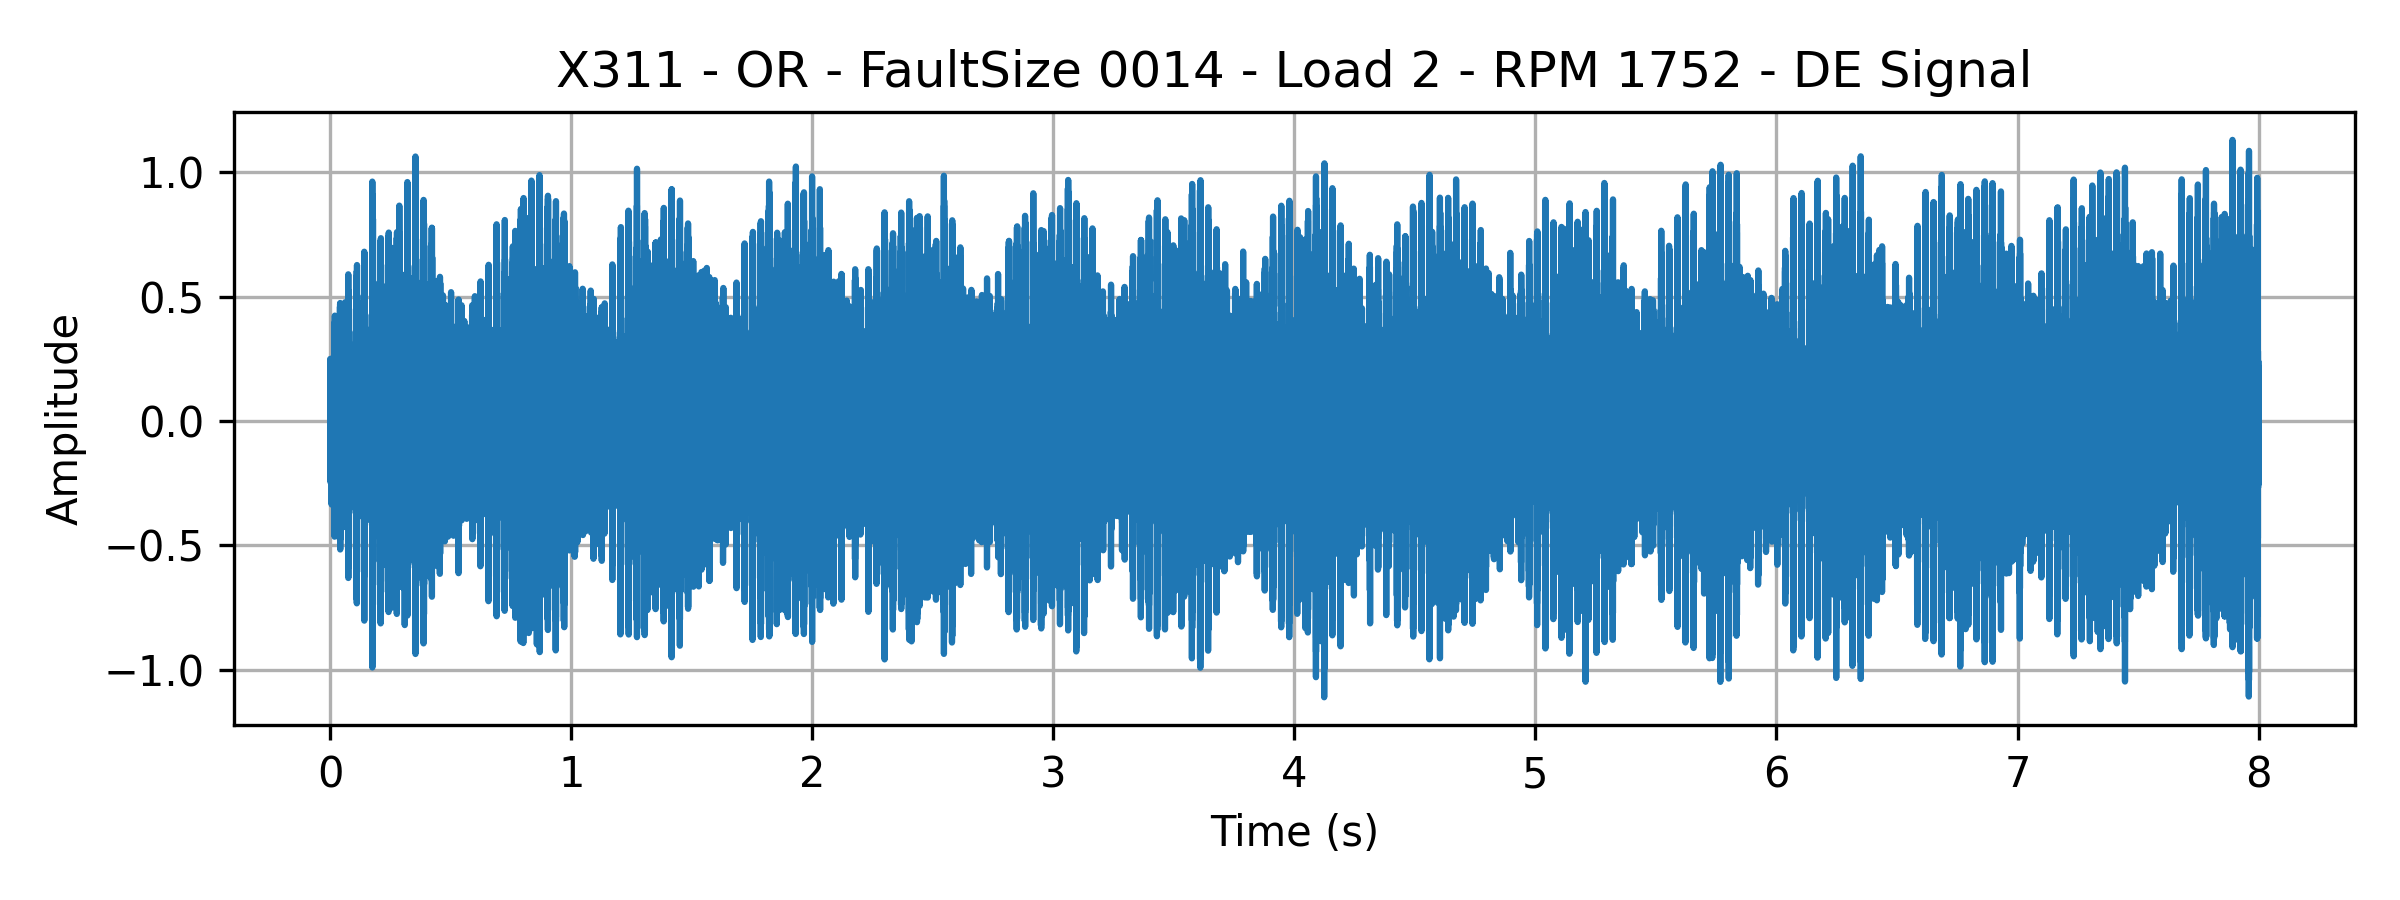 X311 - OR - FaultSize 0014 - Load 2 - RPM 1752 - DE Signal
Amplitude
1.0
0.5
0.0
−0.5
−1.0
0 1 2 3 4 5 6 7 8
Time (s)